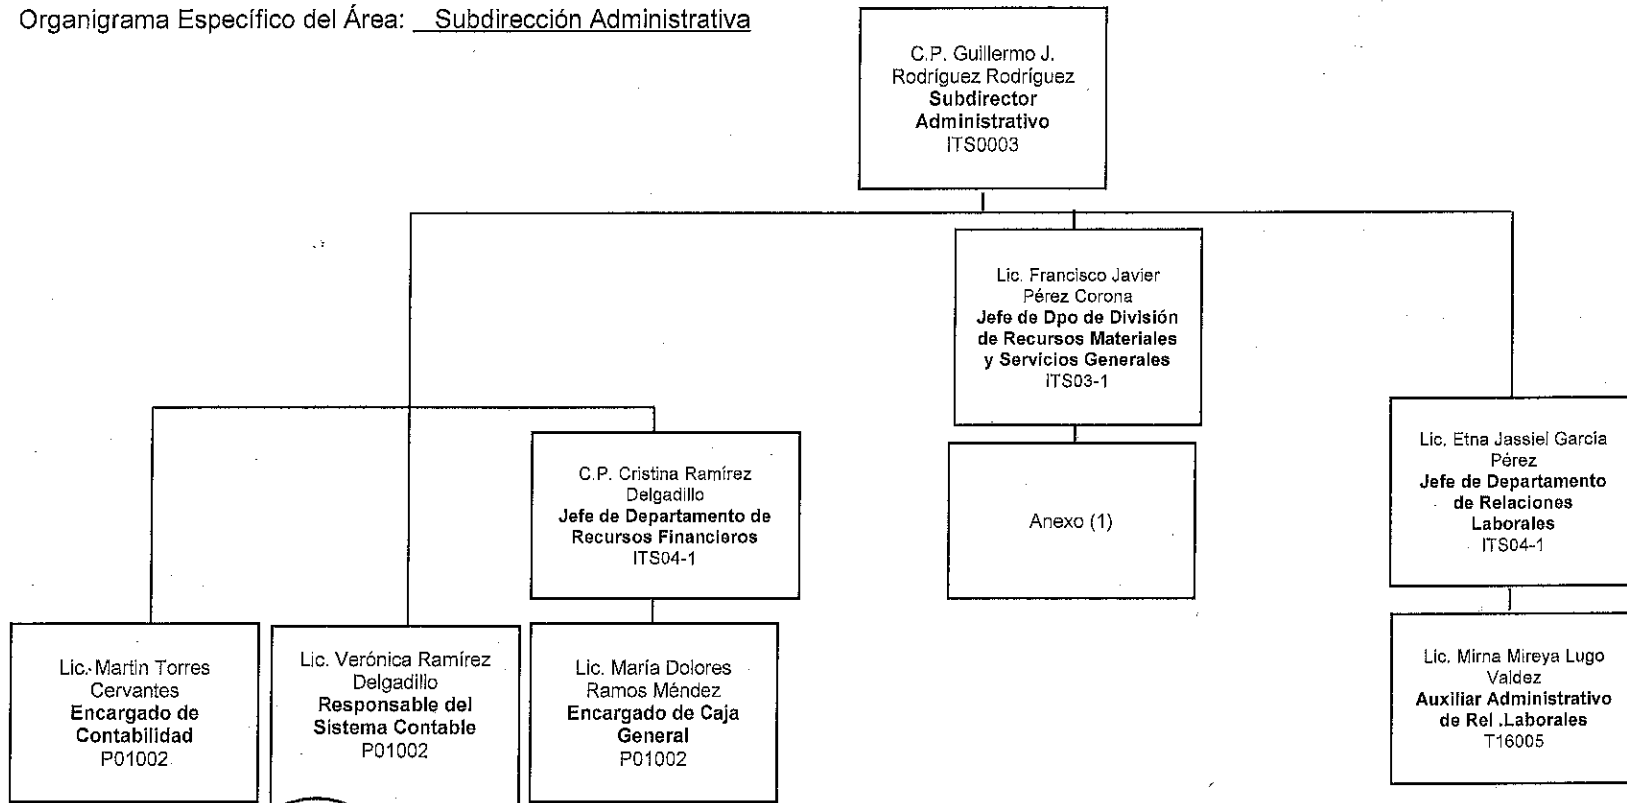 Organigrama Específico del Área: Subdirección Administrativa
C.P. Guillermo J.
Rodríguez Rodríguez
Subdirector
Administrativo
ITS0003
Lic. Francisco Javier
Pérez Corona
Jefe de Dpo de División
de Recursos Materiales
y Servicios Generales
ITS03-1
Anexo (1)
Lic. Etna Jassiel García
Pérez
Jefe de Departamento
de Relaciones
Laborales
ITS04-1
C.P. Cristina Ramírez
Delgadillo
Jefe de Departamento de
Recursos Financieros
ITS04-1
Lic. Martin Torres
Cervantes
Encargado de
Contabilidad
P01002
Lic. Verónica Ramírez
Delgadillo
Responsable del
Sistema Contable
P01002
Lic. María Dolores
Ramos Méndez
Encargado de Caja
General
P01002
Lic. Mirna Mireya Lugo
Valdez
Auxiliar Administrativo
de Rel .Laborales
T16005